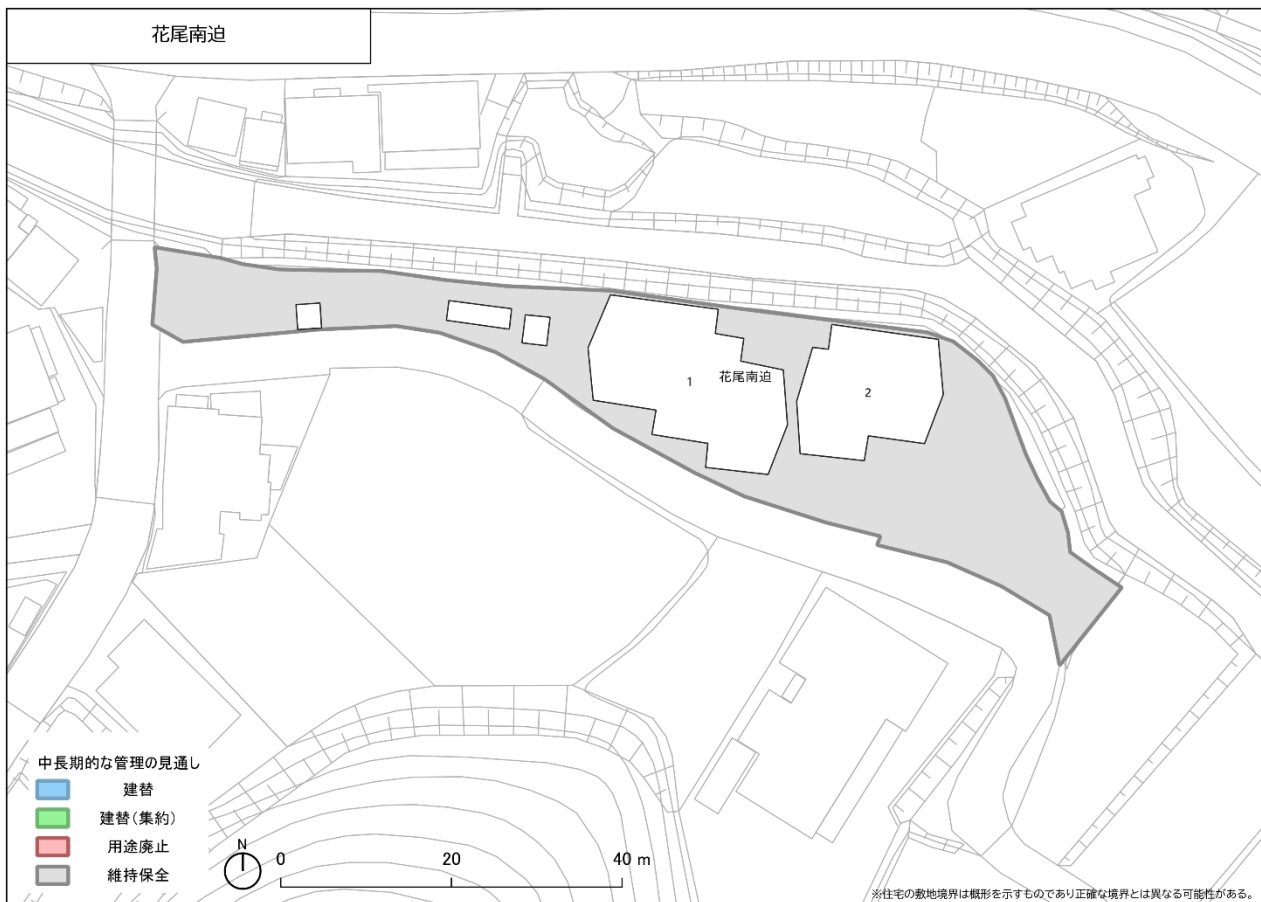 花尾南迫
1
花尾南迫
2
中長期的な管理の見通し
建替
建替(集約)
用途廃止
維持保全
N
0 20 40 m
※住宅の敷地境界は概形を示すものであり正確な境界とは異なる可能性がある。